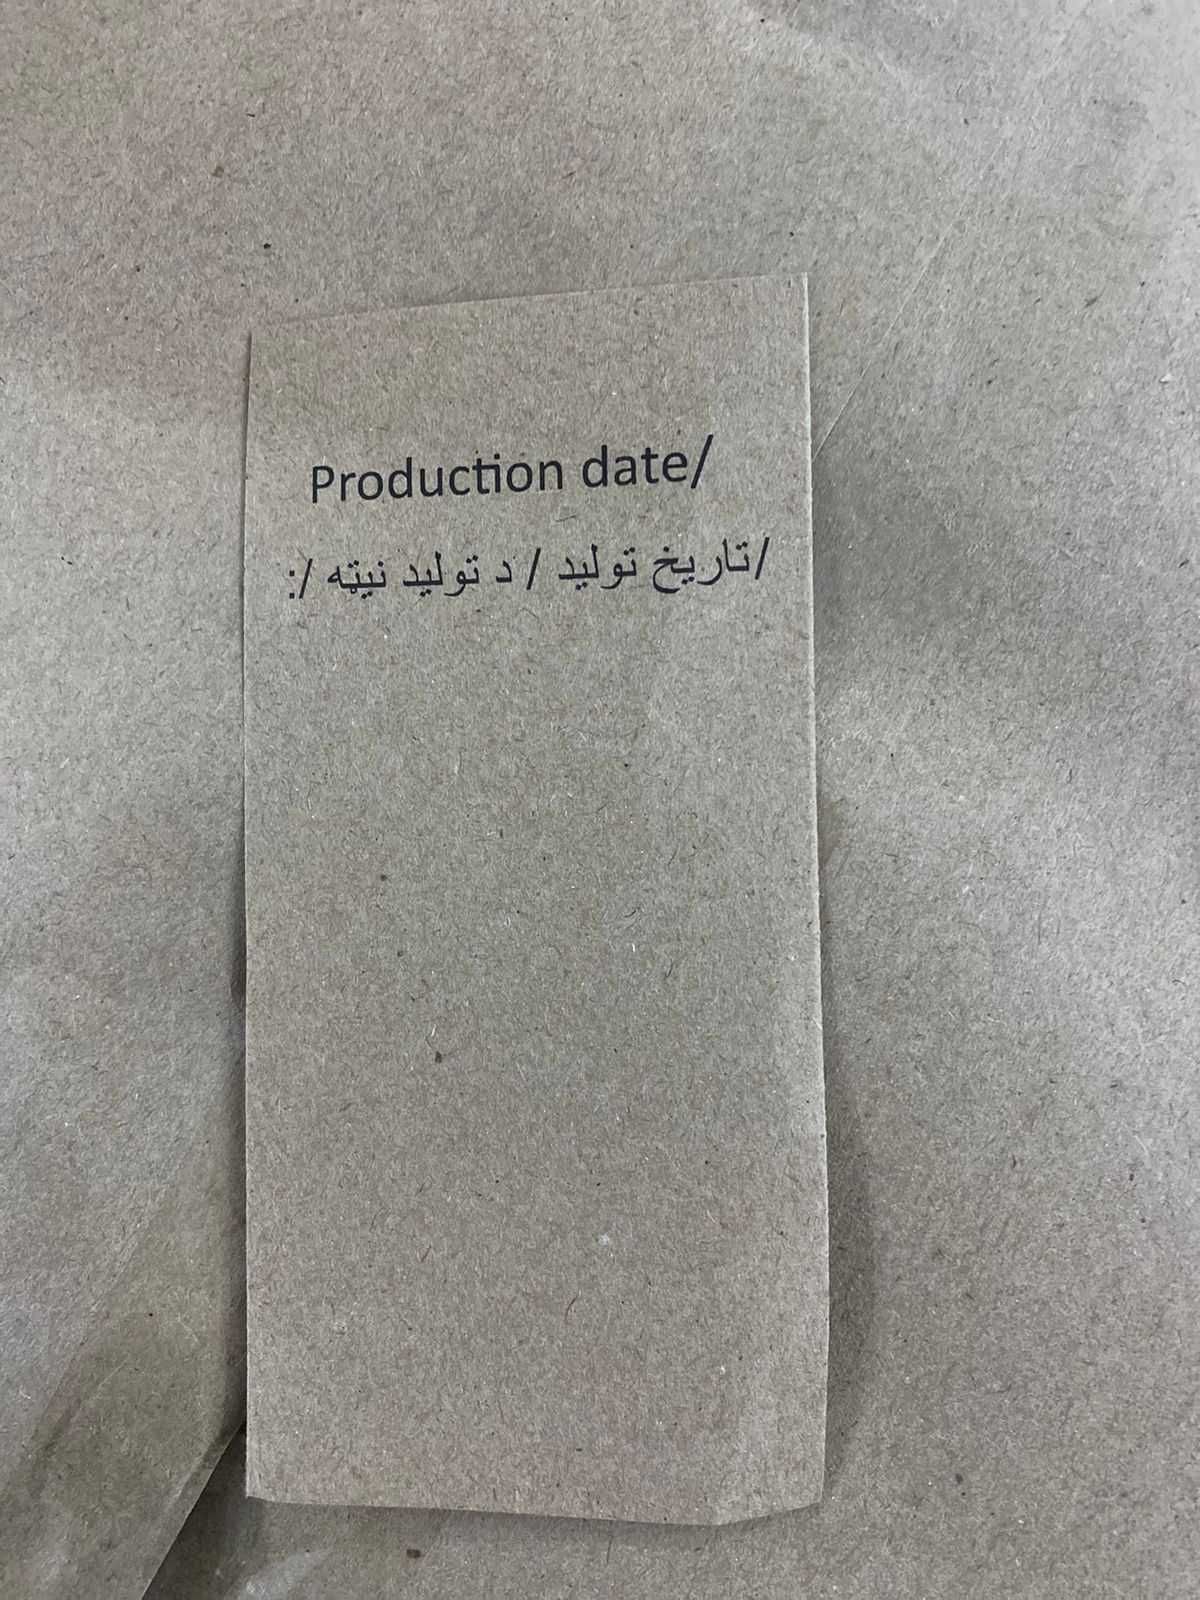 Production date/
/تاریخ تولید / د تولید نیټه /: